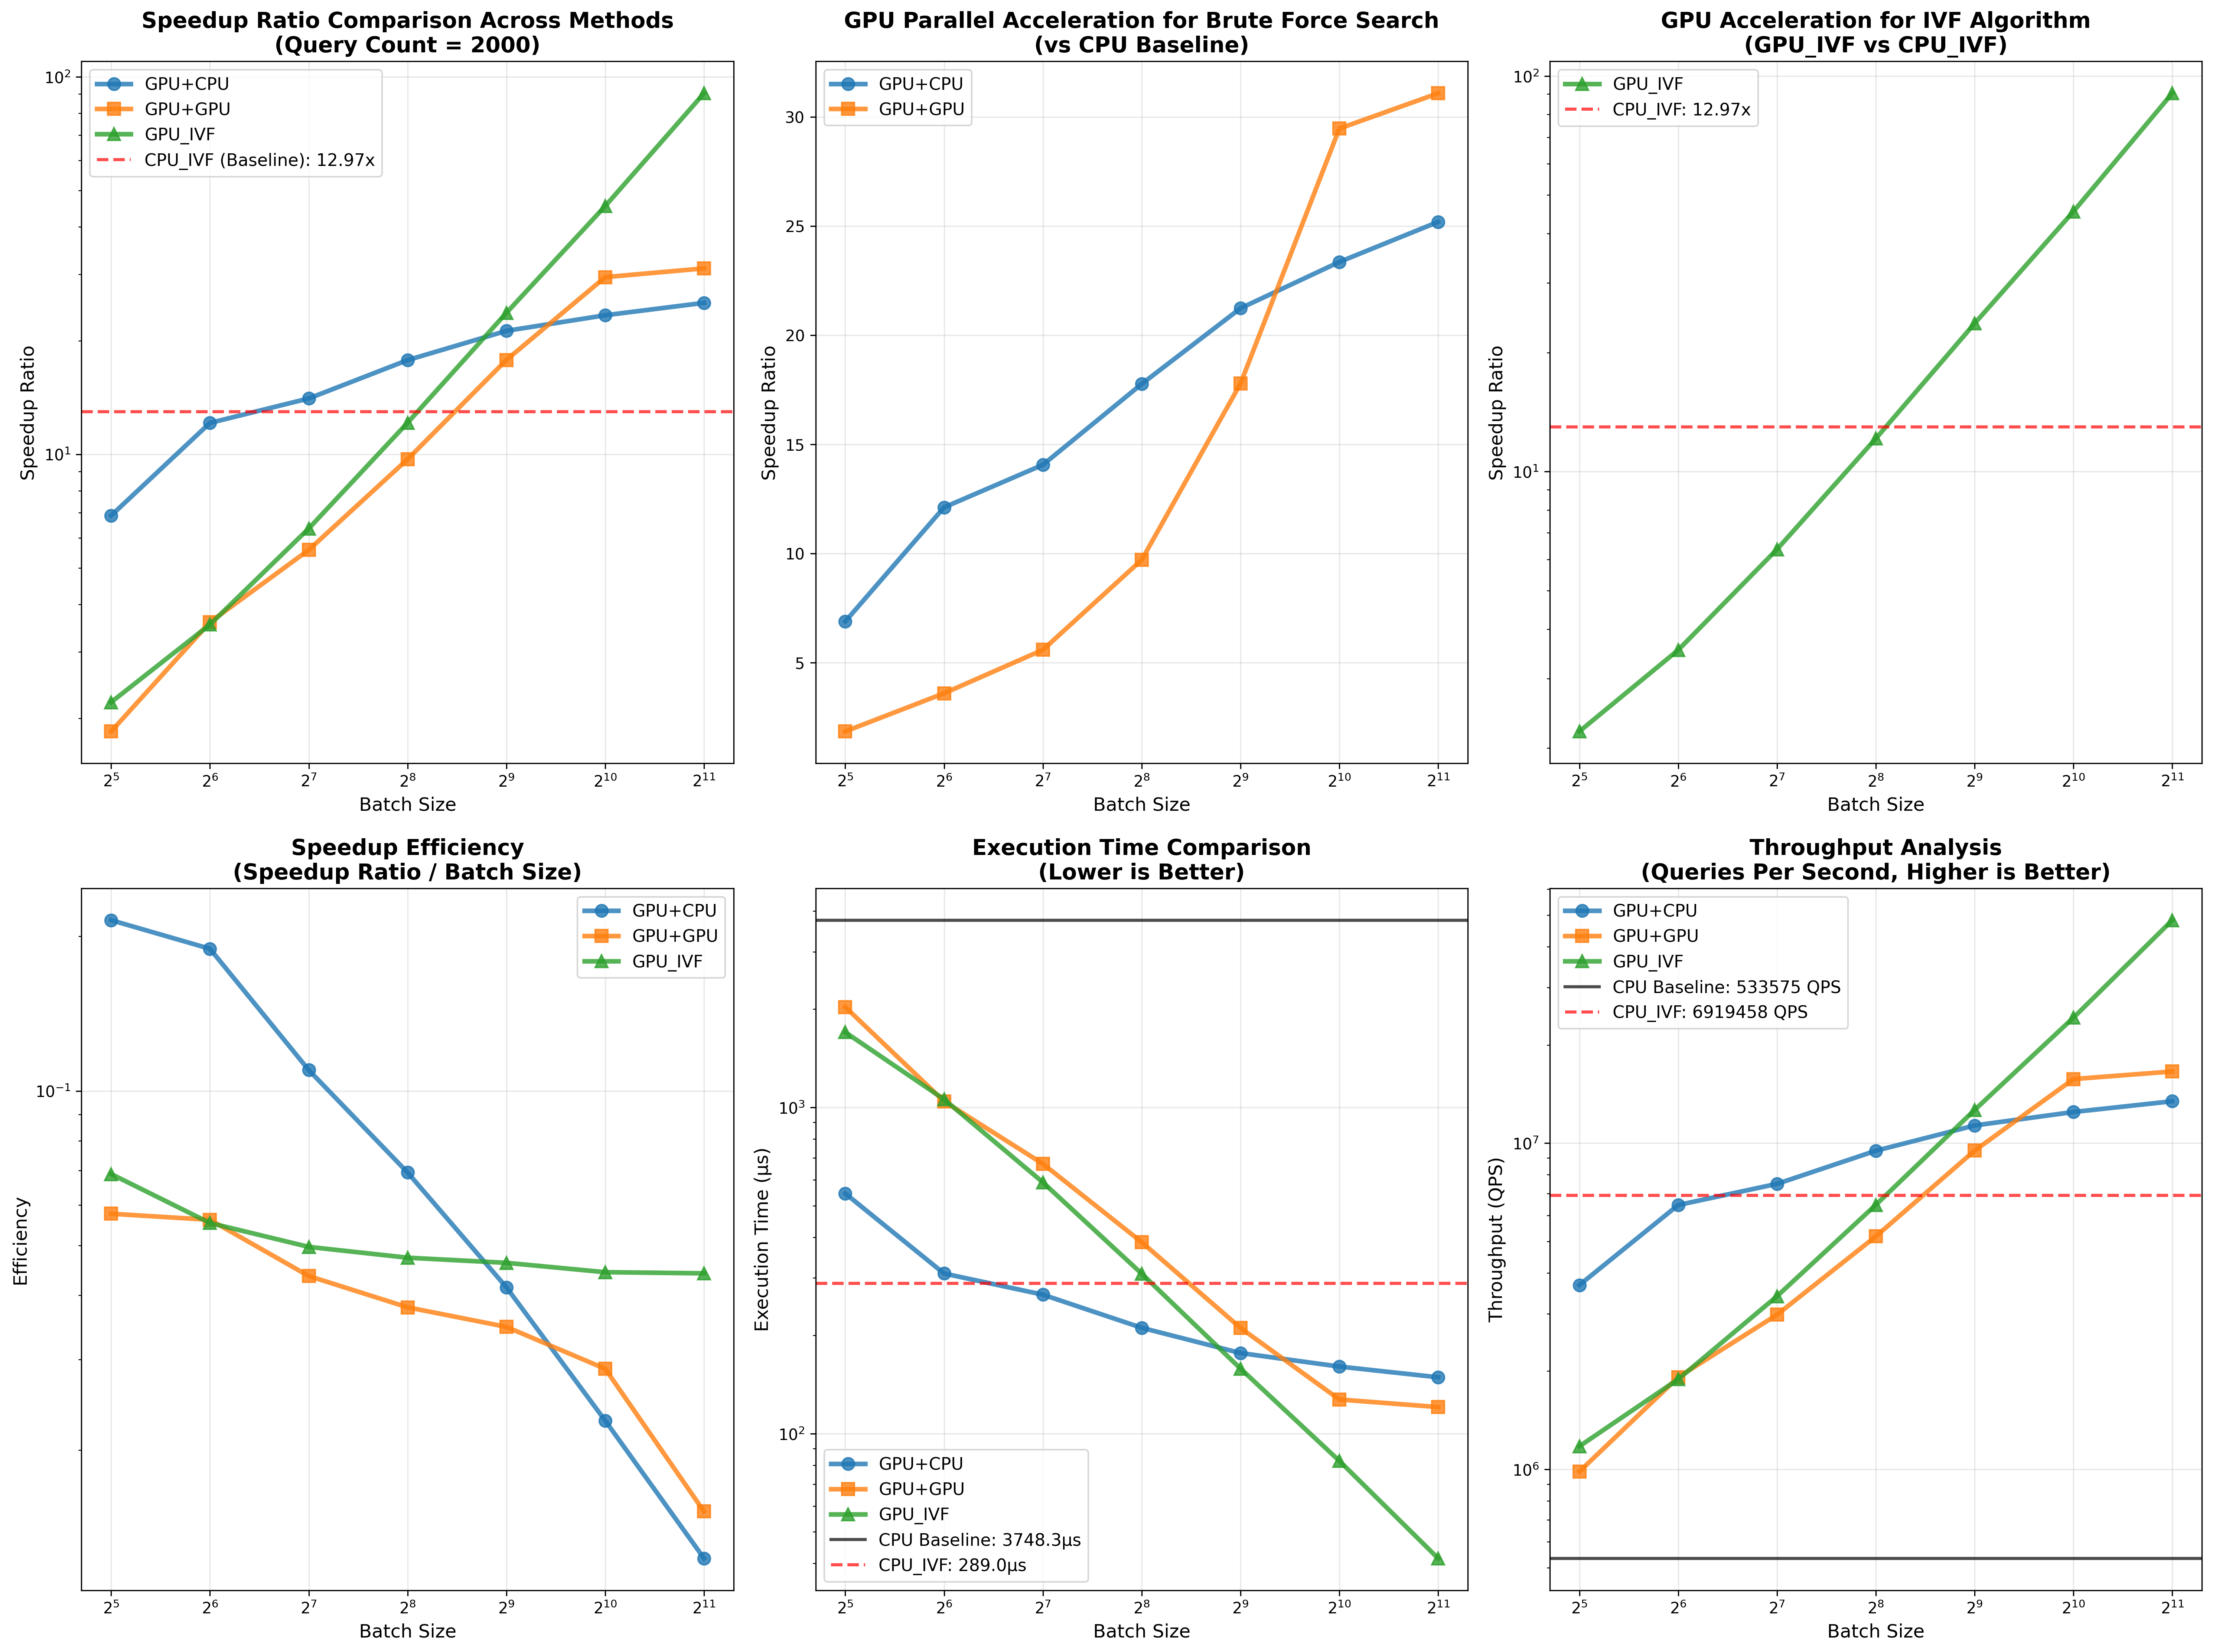 Speedup Ratio Comparison Across Methods
(Query Count = 2000)
10²
10¹
Speedup Ratio
GPU+CPU
GPU+GPU
GPU_IVF
CPU_IVF (Baseline): 12.97x
2⁵ 2⁶ 2⁷ 2⁸ 2⁹ 2¹⁰ 2¹¹
Batch Size
GPU Parallel Acceleration for Brute Force Search
(vs CPU Baseline)
30
25
20
15
10
5
Speedup Ratio
GPU+CPU
GPU+GPU
2⁵ 2⁶ 2⁷ 2⁸ 2⁹ 2¹⁰ 2¹¹
Batch Size
GPU Acceleration for IVF Algorithm
(GPU_IVF vs CPU_IVF)
10²
10¹
Speedup Ratio
GPU_IVF
CPU_IVF: 12.97x
2⁵ 2⁶ 2⁷ 2⁸ 2⁹ 2¹⁰ 2¹¹
Batch Size
Speedup Efficiency
(Speedup Ratio / Batch Size)
10⁻¹
Efficiency
GPU+CPU
GPU+GPU
GPU_IVF
2⁵ 2⁶ 2⁷ 2⁸ 2⁹ 2¹⁰ 2¹¹
Batch Size
Execution Time Comparison
(Lower is Better)
10³
10²
Execution Time (μs)
GPU+CPU
GPU+GPU
GPU_IVF
CPU Baseline: 3748.3μs
CPU_IVF: 289.0μs
2⁵ 2⁶ 2⁷ 2⁸ 2⁹ 2¹⁰ 2¹¹
Batch Size
Throughput Analysis
(Queries Per Second, Higher is Better)
10⁷
10⁶
Throughput (QPS)
GPU+CPU
GPU+GPU
GPU_IVF
CPU Baseline: 533575 QPS
CPU_IVF: 6919458 QPS
2⁵ 2⁶ 2⁷ 2⁸ 2⁹ 2¹⁰ 2¹¹
Batch Size